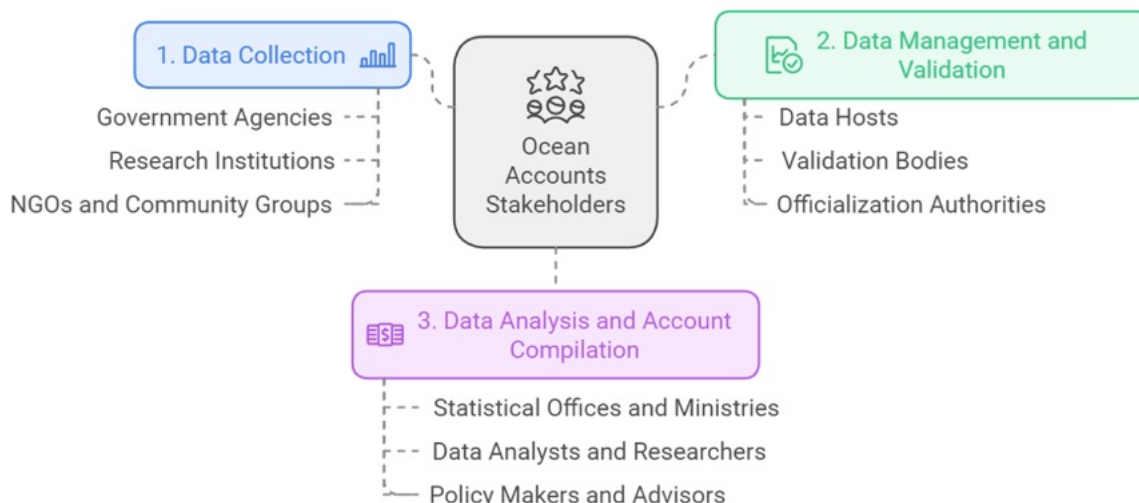 1. Data Collection
Government Agencies
Research Institutions
NGOs and Community Groups
Ocean
Accounts
Stakeholders
2. Data Management and
Validation
Data Hosts
Validation Bodies
Officialization Authorities
3. Data Analysis and Account
Compilation
Statistical Offices and Ministries
Data Analysts and Researchers
Policy Makers and Advisors